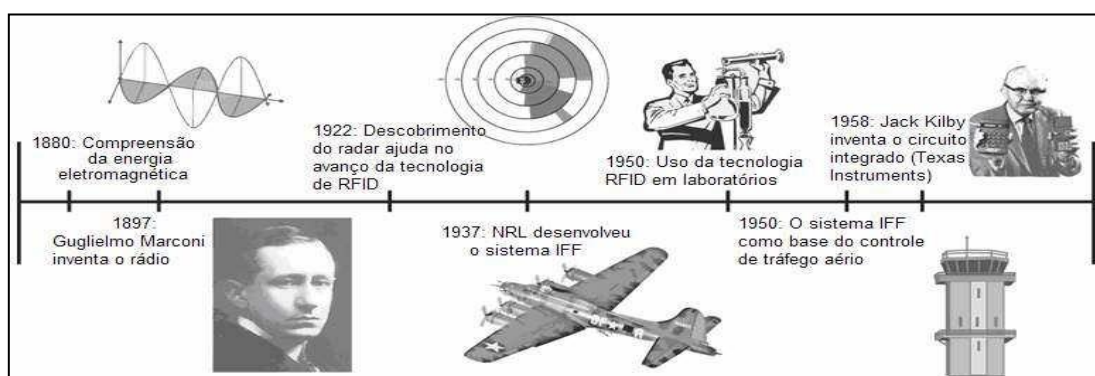 1880: Compreensão
da energia
eletromagnética
1897:
Guglielmo Marconi
inventa o rádio
1922: Descobrimento
do radar ajuda no
avanço da tecnologia
de RFID
1937: NRL desenvolveu
o sistema IFF
1950: Uso da tecnologia
RFID em laboratórios
1950: O sistema IFF
como base do controle
de tráfego aério
1958: Jack Kilby
inventa o circuito
integrado (Texas
Instruments)